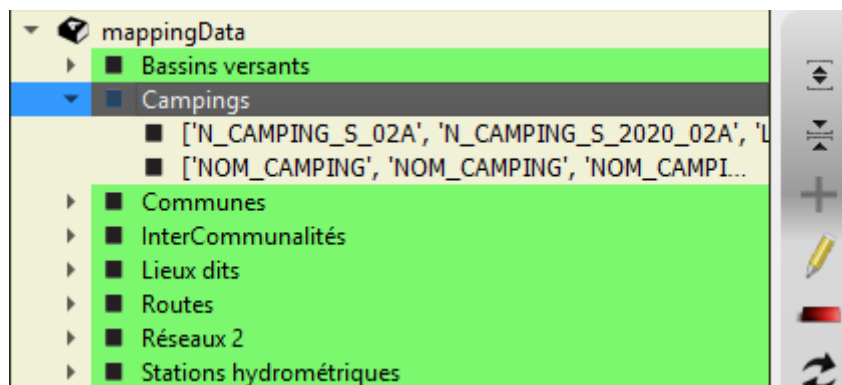 mappingData
Bassins versants
Campings
['N_CAMPING_S_02A', 'N_CAMPING_S_2020_02A', 'L
['NOM_CAMPING', 'NOM_CAMPING', 'NOM_CAMPI...
Communes
InterCommunalités
Lieux dits
Routes
Réseaux 2
Stations hydrométriques